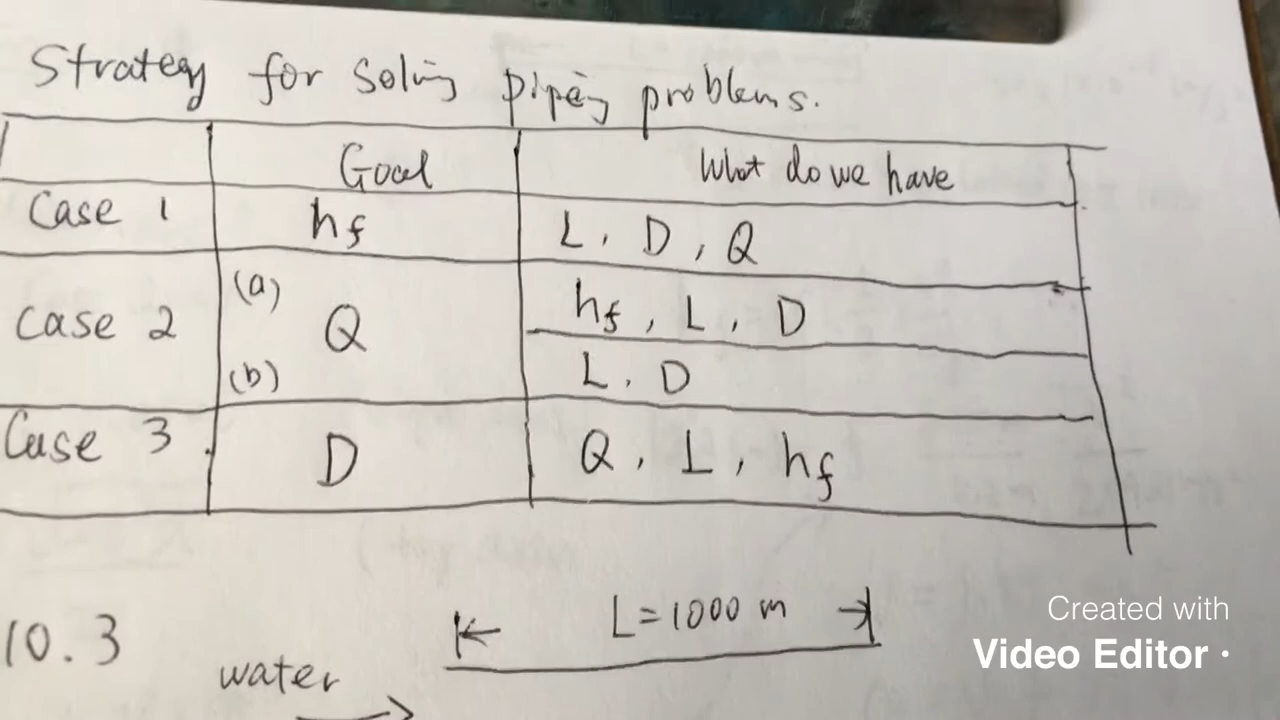 Strategy for solving piping problems.
Goal What do we have
Case 1 hf L, D, Q
(a) hf, L, D
Case 2 Q
(b) L, D
Case 3 D Q, L, hf
10.3 L=1000 m
water
Created with
Video Editor